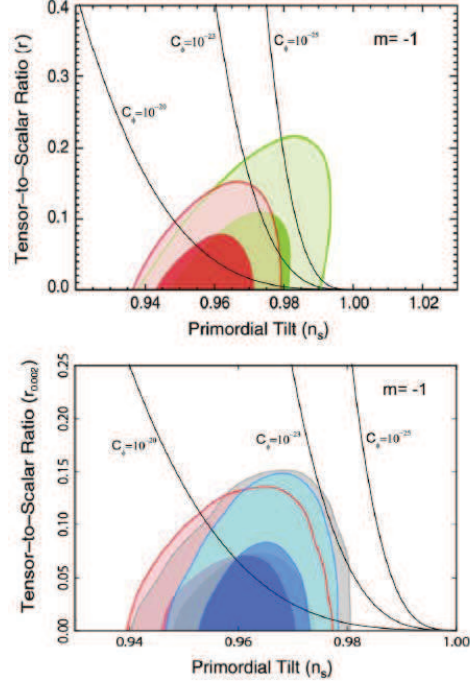 0.4
m= -1
C_ϕ=10^-23
C_ϕ=10^-25
0.3
C_ϕ=10^-20
Tensor-to-Scalar Ratio (r)
0.2
0.1
0.0
0.94 0.96 0.98 1.00 1.02
Primordial Tilt (n_s)
0.25
m= -1
0.20
C_ϕ=10^-20
C_ϕ=10^-23
C_ϕ=10^-25
Tensor-to-Scalar Ratio (r_0.002)
0.15
0.10
0.05
0.00
0.94 0.96 0.98 1.00
Primordial Tilt (n_s)